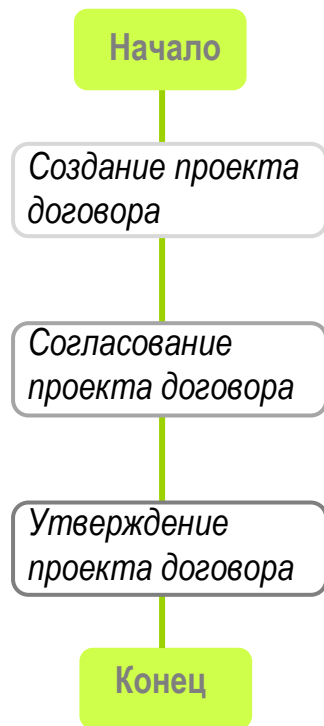 Начало
Создание проекта
договора
Согласование
проекта договора
Утверждение
проекта договора
Конец